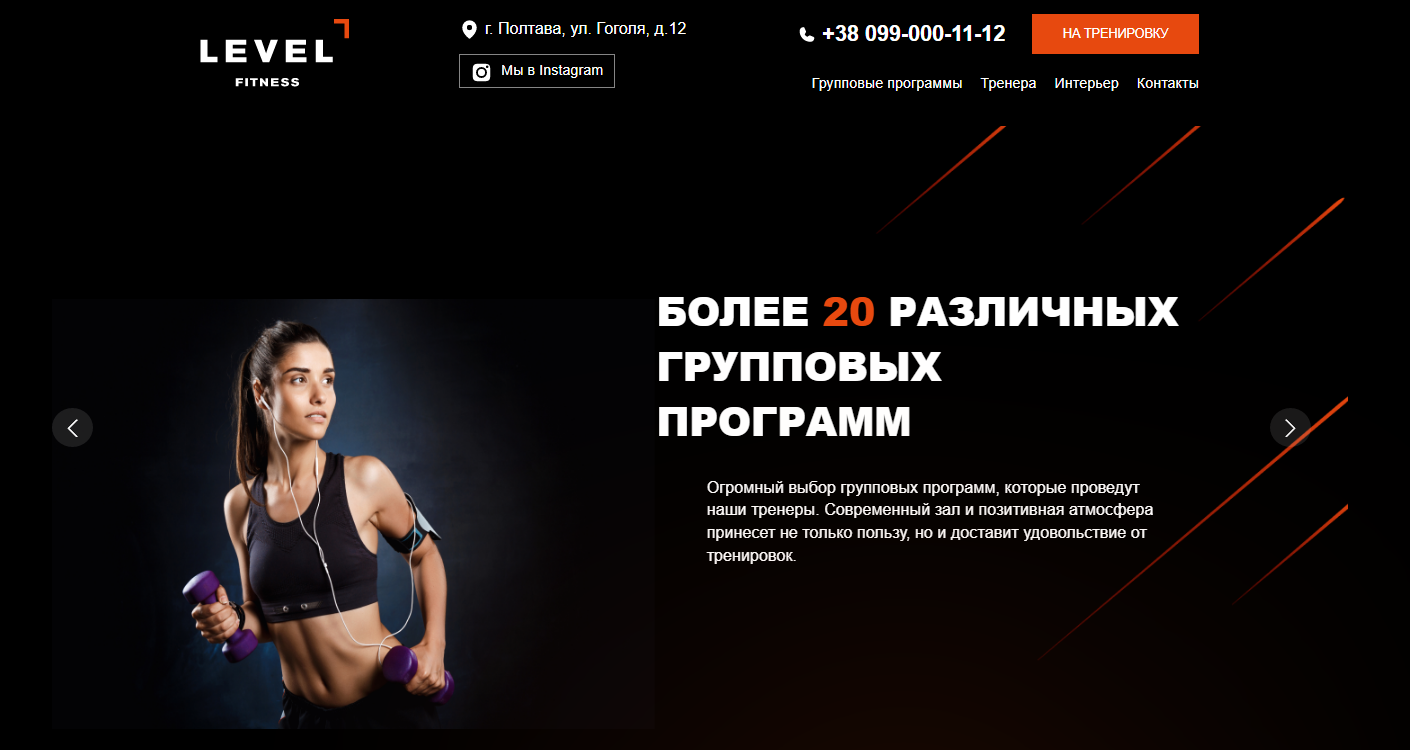 LEVEL
FITNESS
г. Полтава, ул. Гоголя, д.12
Мы в Instagram
+38 099-000-11-12
НА ТРЕНИРОВКУ
Групповые программы Тренера Интерьер Контакты
БОЛЕЕ 20 РАЗЛИЧНЫХ
ГРУППОВЫХ
ПРОГРАММ
Огромный выбор групповых программ, которые проведут
наши тренеры. Современный зал и позитивная атмосфера
принесет не только пользу, но и доставит удовольствие от
тренировок.